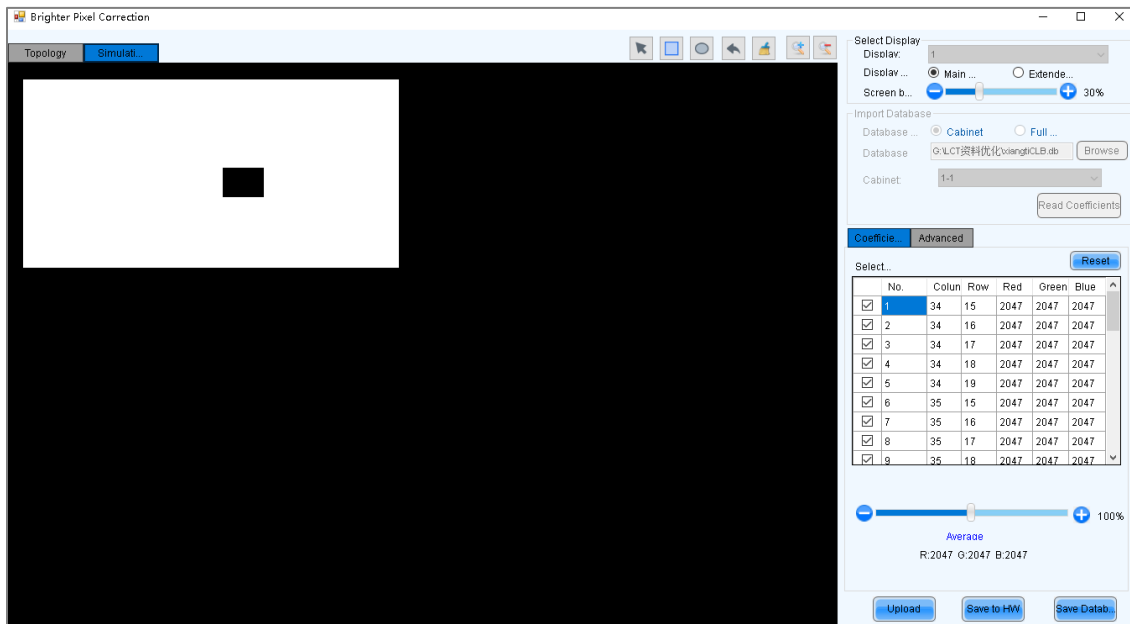 Brighter Pixel Correction
Topology Simulati...
Select Display
Display: 1
Display ... Main ... Extende...
Screen b... 30%
Import Database
Database ... Cabinet Full ...
Database G:\LCT资料优化\xiangtiCLB.db Browse
Cabinet: 1-1
Read Coefficients
Coefficie... Advanced
Select... Reset
No. Colun Row Red Green Blue
1 34 15 2047 2047 2047
2 34 16 2047 2047 2047
3 34 17 2047 2047 2047
4 34 18 2047 2047 2047
5 34 19 2047 2047 2047
6 35 15 2047 2047 2047
7 35 16 2047 2047 2047
8 35 17 2047 2047 2047
9 35 18 2047 2047 2047
100%
Average
R:2047 G:2047 B:2047
Upload Save to HW Save Datab...